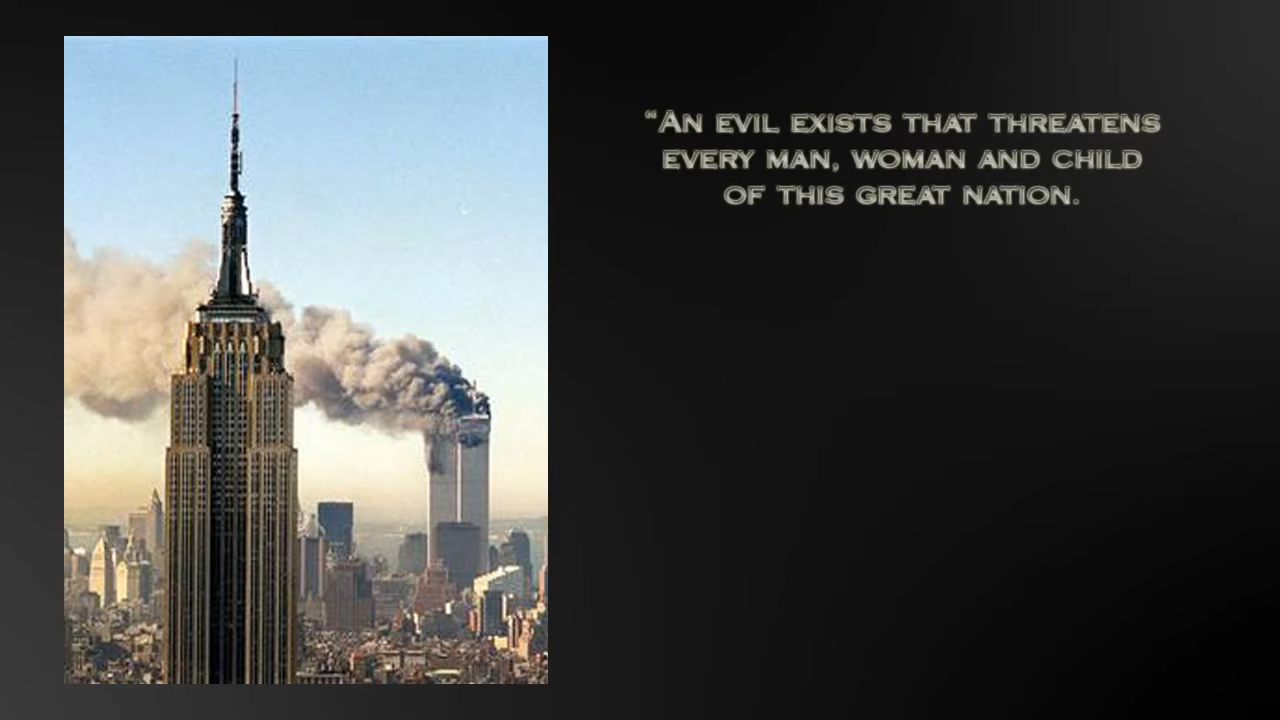 “An evil exists that threatens
every man, woman and child
of this great nation.